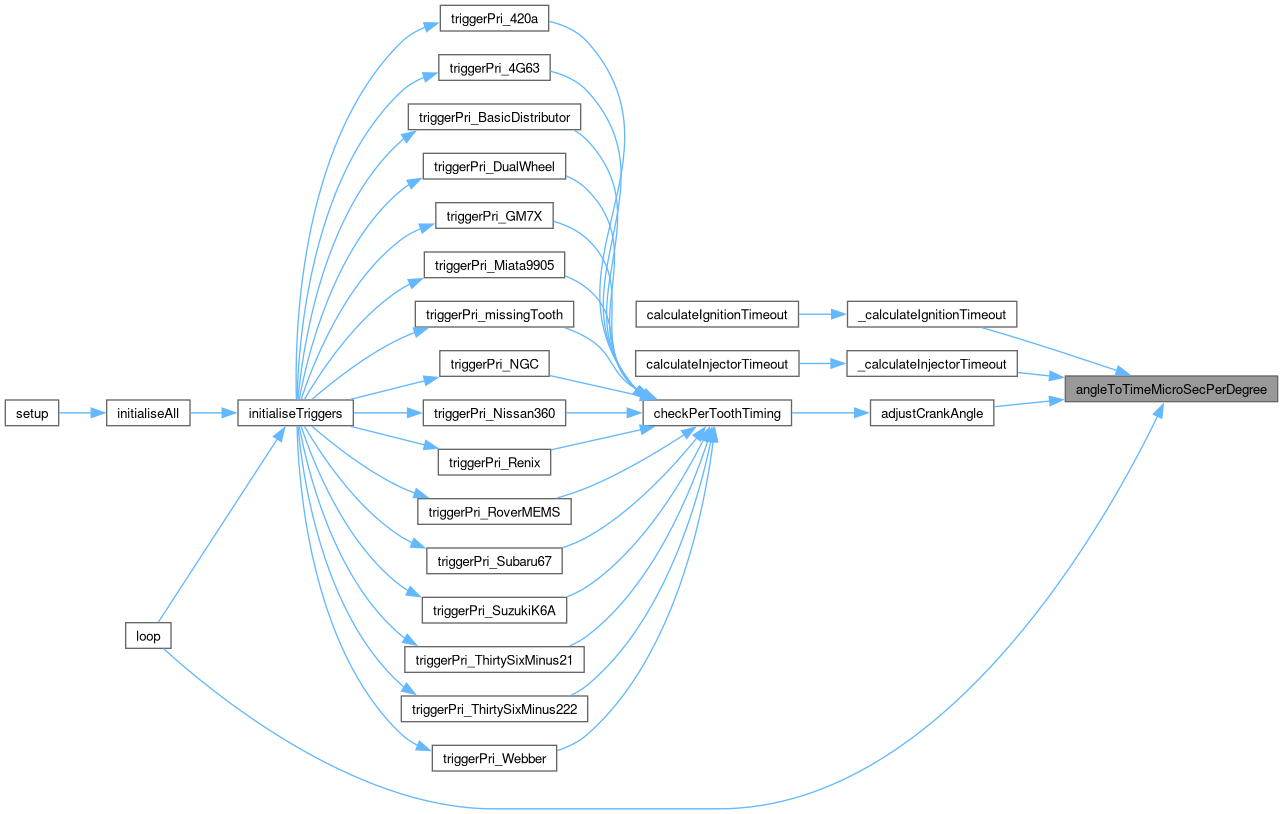 triggerPri_420a
triggerPri_4G63
triggerPri_BasicDistributor
triggerPri_DualWheel
triggerPri_GM7X
triggerPri_Miata9905
triggerPri_missingTooth
calculateIgnitionTimeout
_calculateIgnitionTimeout
triggerPri_NGC
calculateInjectorTimeout
_calculateInjectorTimeout
angleToTimeMicroSecPerDegree
setup
initialiseAll
initialiseTriggers
triggerPri_Nissan360
checkPerToothTiming
adjustCrankAngle
triggerPri_Renix
triggerPri_RoverMEMS
triggerPri_Subaru67
triggerPri_SuzukiK6A
loop
triggerPri_ThirtySixMinus21
triggerPri_ThirtySixMinus222
triggerPri_Webber